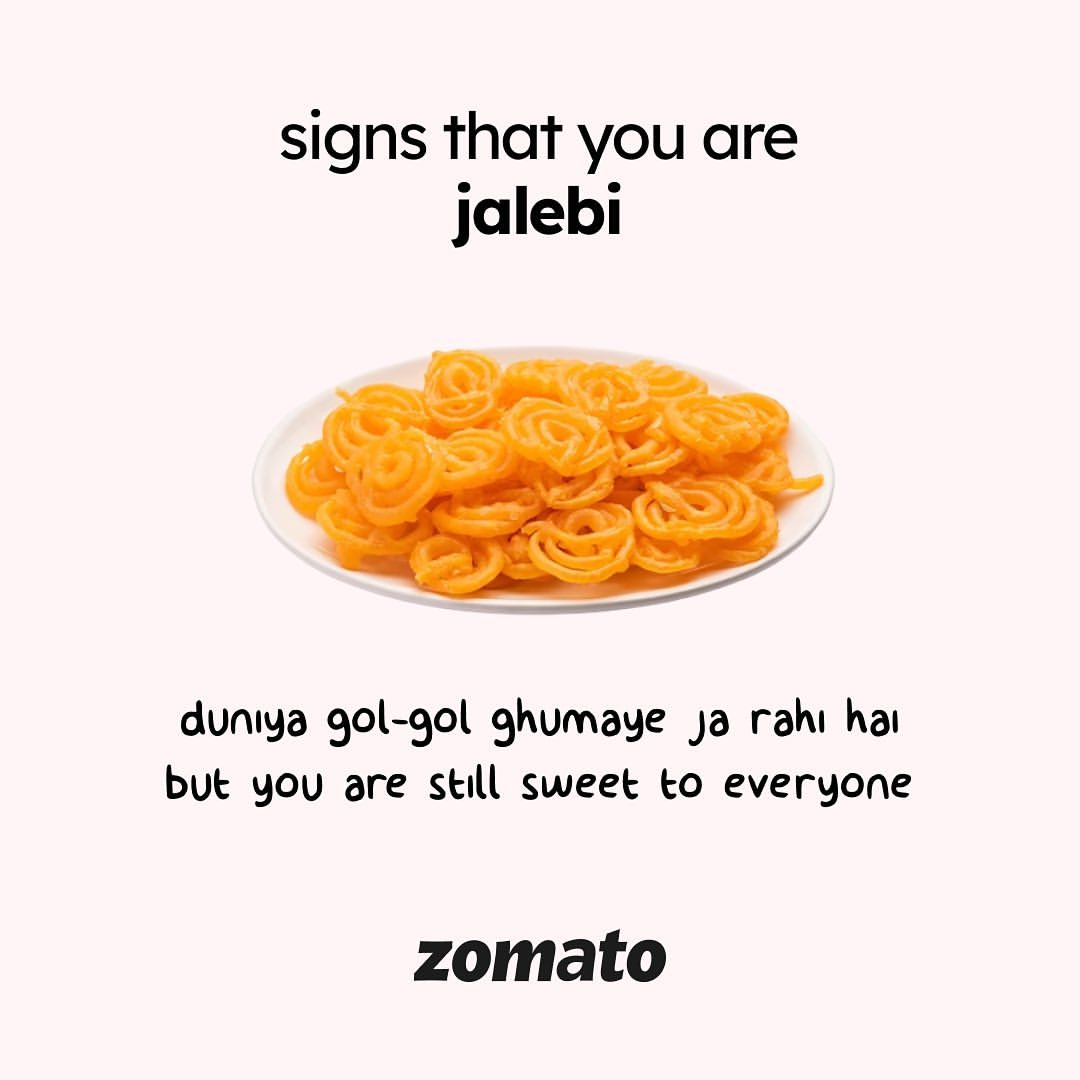 signs that you are
jalebi
duniya gol-gol ghumaye ja rahi hai
but you are still sweet to everyone
zomato